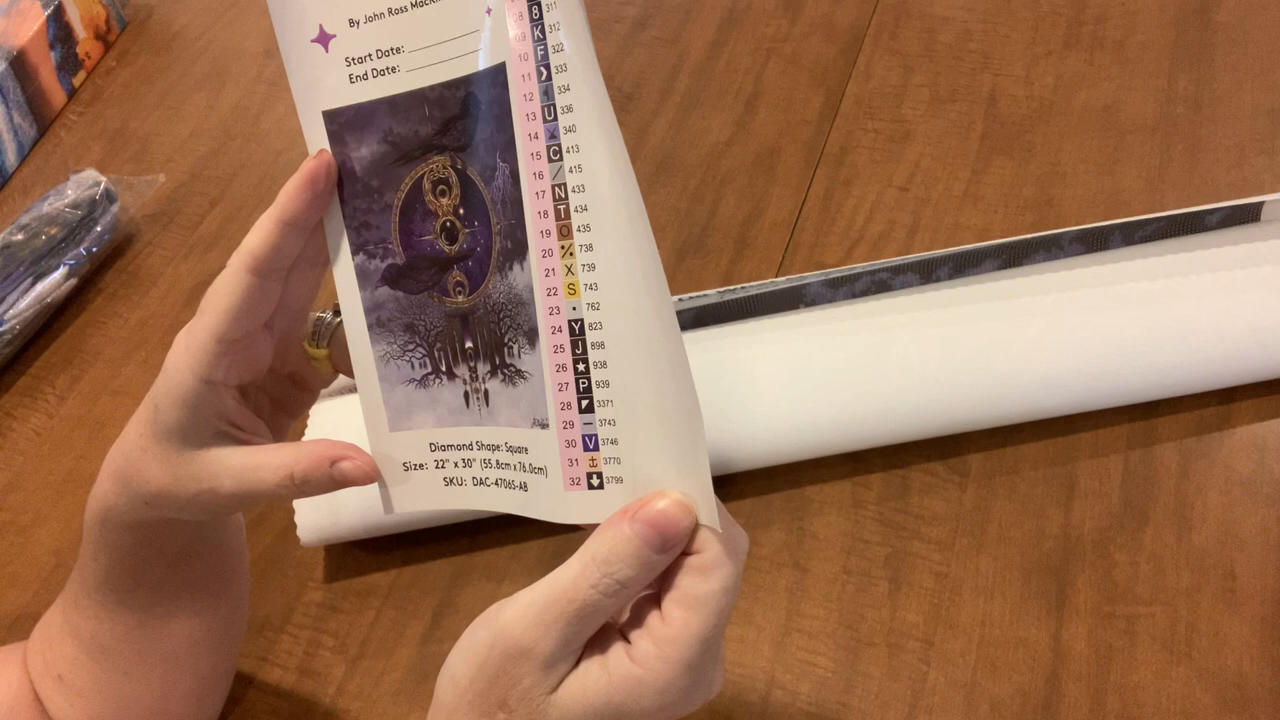 By John Ross
Start Date:
End Date:
08 8 311
09 K 312
10 F 322
11 333
12 334
13 U 336
14 340
15 C 413
16 / 415
17 N 433
18 T 434
19 O 435
20 738
21 X 739
22 S 743
23 762
24 Y 823
25 J 898
26 ★ 938
27 P 939
28 3371
29 — 3743
30 V 3746
31 3770
32 3799
Diamond Shape: Square
Size: 22" x 30" (55.8cm x 76.0cm)
SKU: DAC-4706S-AB